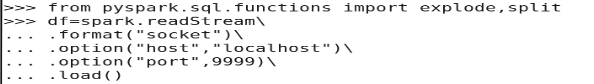 >>> from pyspark.sql.functions import explode,split
>>> df=spark.readStream\
... .format("socket")\
... .option("host","localhost")\
... .option("port",9999)\
... .load()